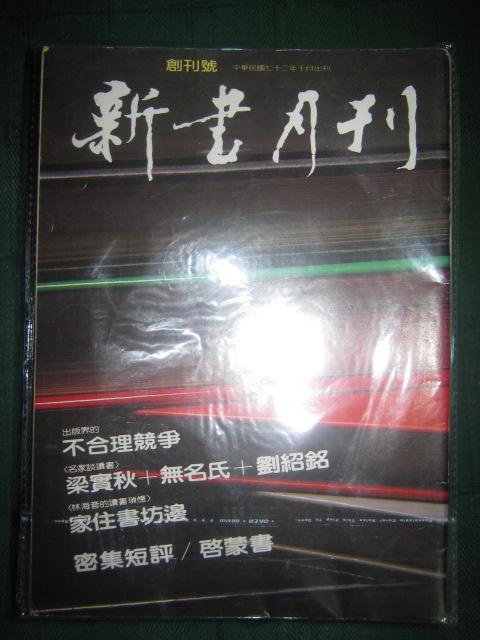 創刊號 中華民國七十二年十月出刊
新書月刊
出版界的
不合理競爭
〈名家談讀書〉
梁實秋＋無名氏＋劉紹銘
〈林海音的讀書瑣憶〉
家住書坊邊
密集短評／啓蒙書